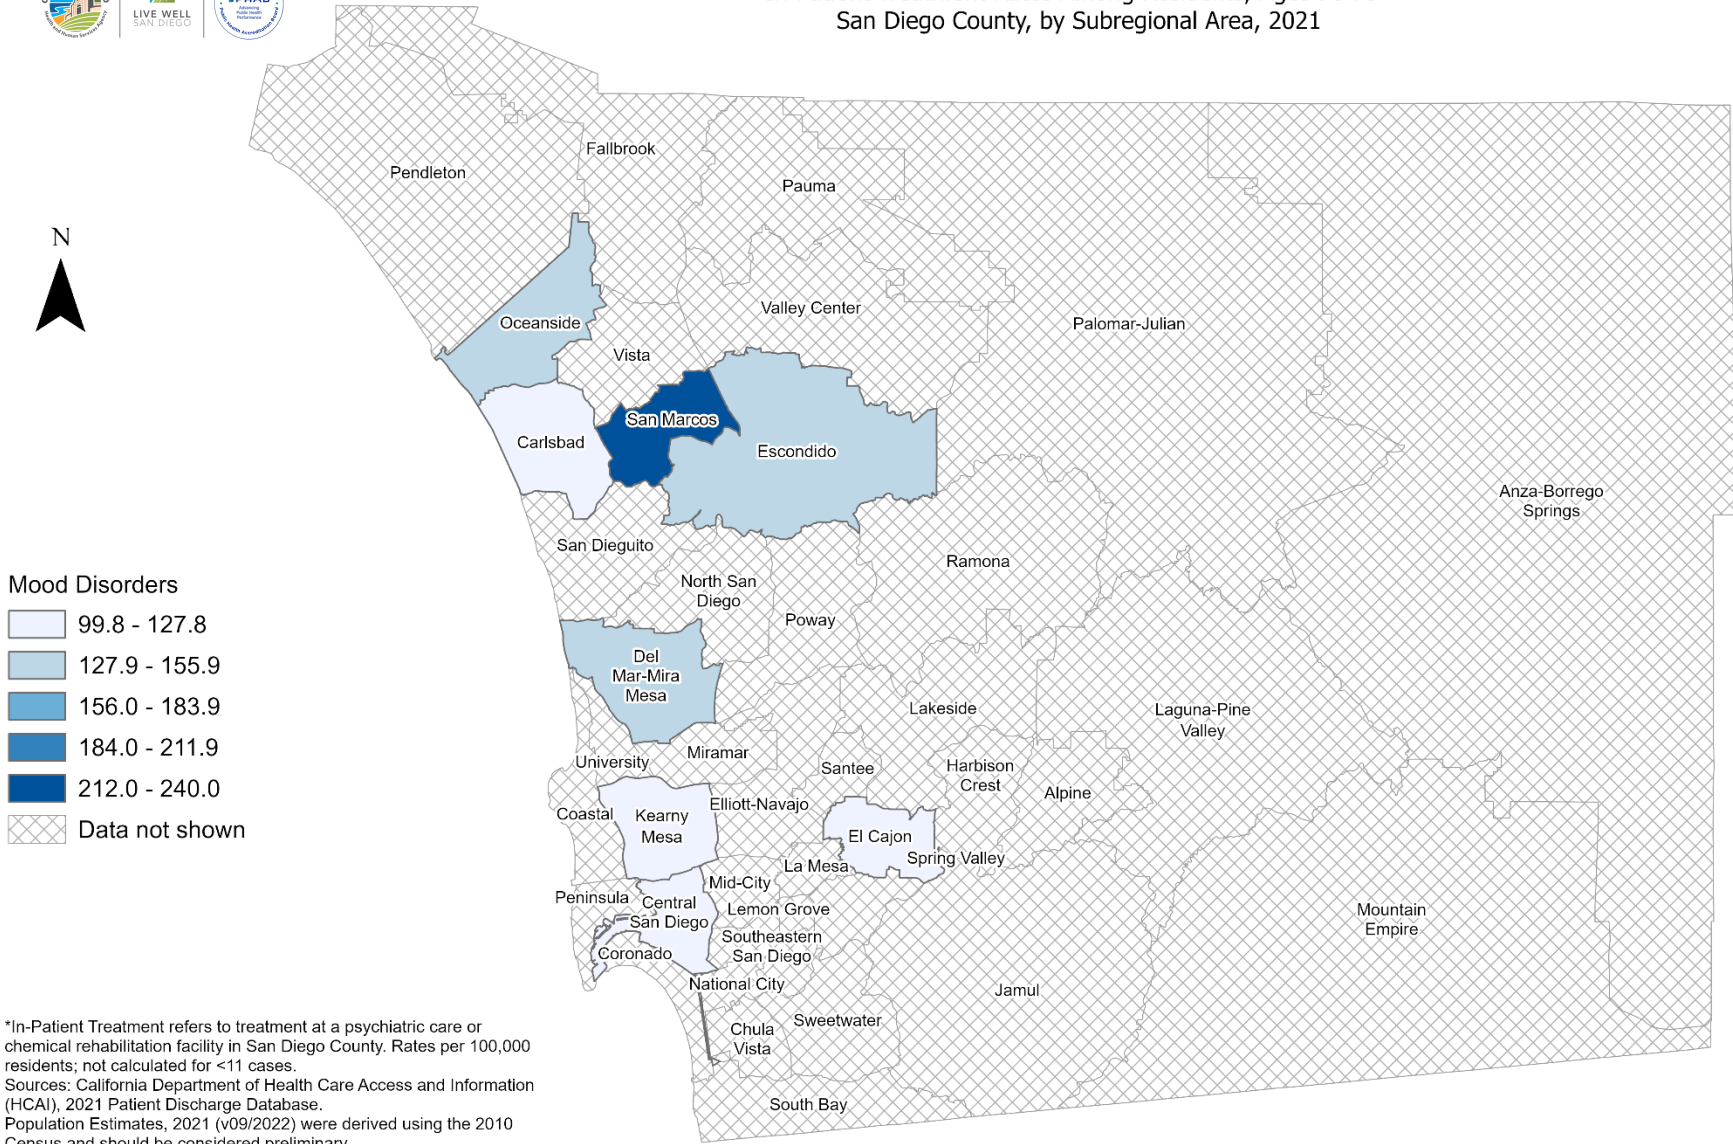 LIVE WELL
SAN DIEGO
San Diego County, by Subregional Area, 2021
N
Pendleton
Fallbrook
Pauma
Oceanside
Valley Center
Palomar-Julian
Vista
San Marcos
Carlsbad
Escondido
Anza-Borrego
Springs
San Dieguito
Ramona
North San
Diego
Poway
Del
Mar-Mira
Mesa
Lakeside
Laguna-Pine
Valley
Miramar
University
Santee
Harbison
Crest
Alpine
Elliott-Navajo
Coastal
Kearny
Mesa
El Cajon
Spring Valley
La Mesa
Mid-City
Peninsula
Central
San Diego
Lemon Grove
Mountain
Empire
Southeastern
San Diego
Coronado
National City
Jamul
Sweetwater
Chula
Vista
South Bay
Mood Disorders
99.8 - 127.8
127.9 - 155.9
156.0 - 183.9
184.0 - 211.9
212.0 - 240.0
Data not shown
*In-Patient Treatment refers to treatment at a psychiatric care or
chemical rehabilitation facility in San Diego County. Rates per 100,000
residents; not calculated for <11 cases.
Sources: California Department of Health Care Access and Information
(HCAI), 2021 Patient Discharge Database.
Population Estimates, 2021 (v09/2022) were derived using the 2010
Census and should be considered preliminary.